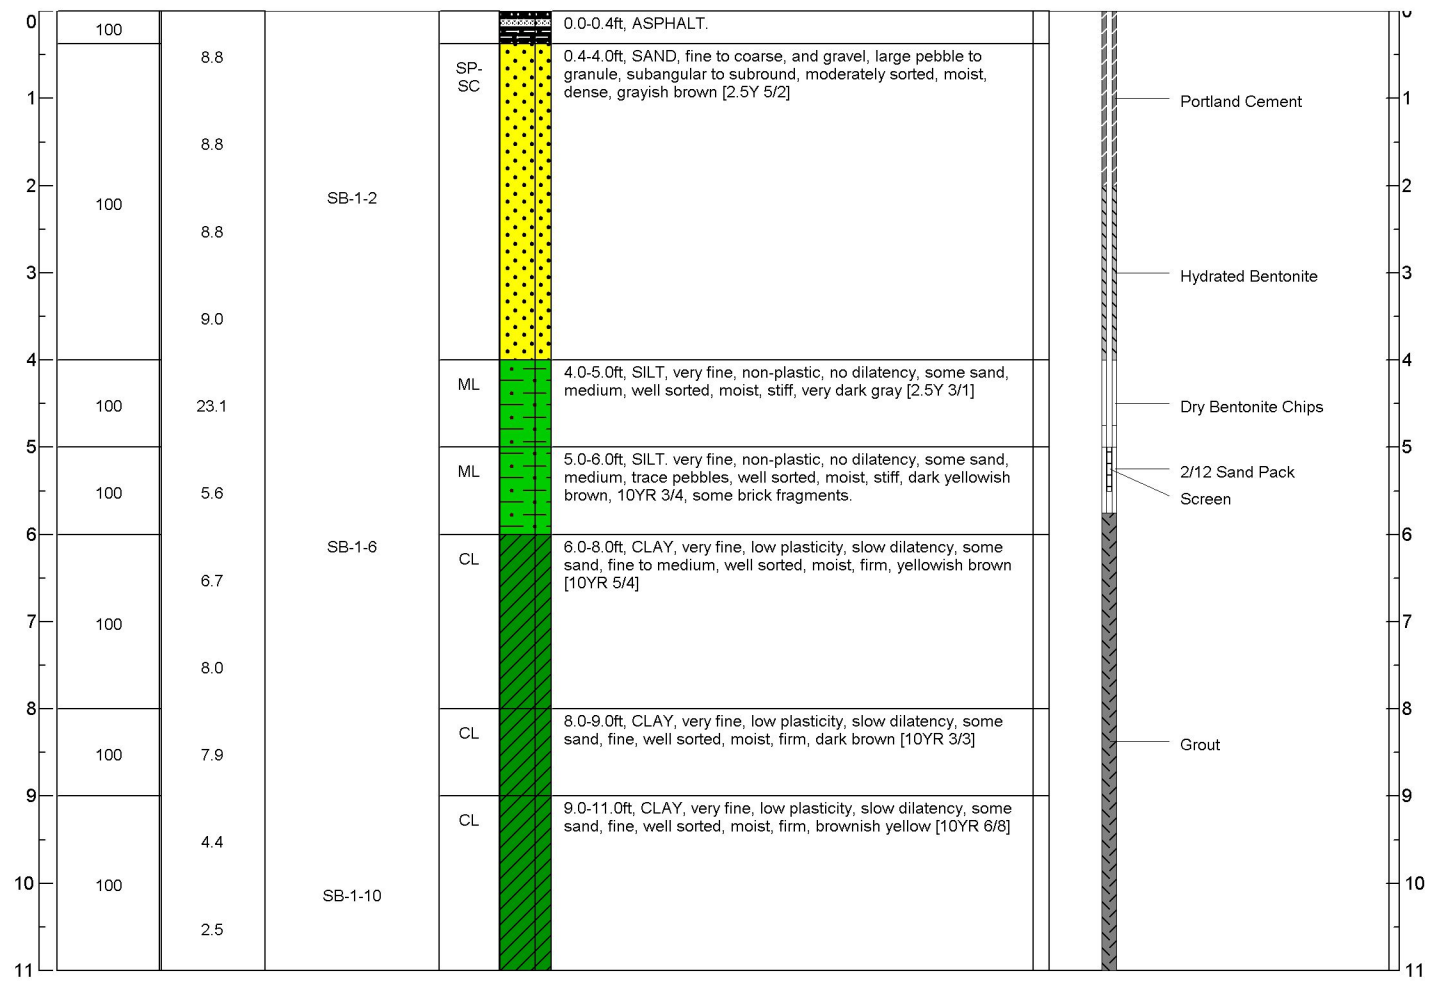 0
100
0.0-0.4ft, ASPHALT.
0
8.8
SP-
SC
0.4-4.0ft, SAND, fine to coarse, and gravel, large pebble to
granule, subangular to subround, moderately sorted, moist,
dense, grayish brown [2.5Y 5/2]
1
Portland Cement
1
8.8
2
100
SB-1-2
2
8.8
3
Hydrated Bentonite
3
9.0
4
4
ML
4.0-5.0ft, SILT, very fine, non-plastic, no dilatency, some sand,
medium, well sorted, moist, stiff, very dark gray [2.5Y 3/1]
100
23.1
Dry Bentonite Chips
5
5
ML
5.0-6.0ft, SILT. very fine, non-plastic, no dilatency, some sand,
medium, trace pebbles, well sorted, moist, stiff, dark yellowish
brown, 10YR 3/4, some brick fragments.
2/12 Sand Pack
Screen
100
5.6
6
6
SB-1-6
CL
6.0-8.0ft, CLAY, very fine, low plasticity, slow dilatency, some
sand, fine to medium, well sorted, moist, firm, yellowish brown
[10YR 5/4]
6.7
7
100
7
8.0
8
8
CL
8.0-9.0ft, CLAY, very fine, low plasticity, slow dilatency, some
sand, fine, well sorted, moist, firm, dark brown [10YR 3/3]
100
7.9
Grout
9
9
CL
9.0-11.0ft, CLAY, very fine, low plasticity, slow dilatency, some
sand, fine, well sorted, moist, firm, brownish yellow [10YR 6/8]
4.4
10
100
SB-1-10
10
2.5
11
11